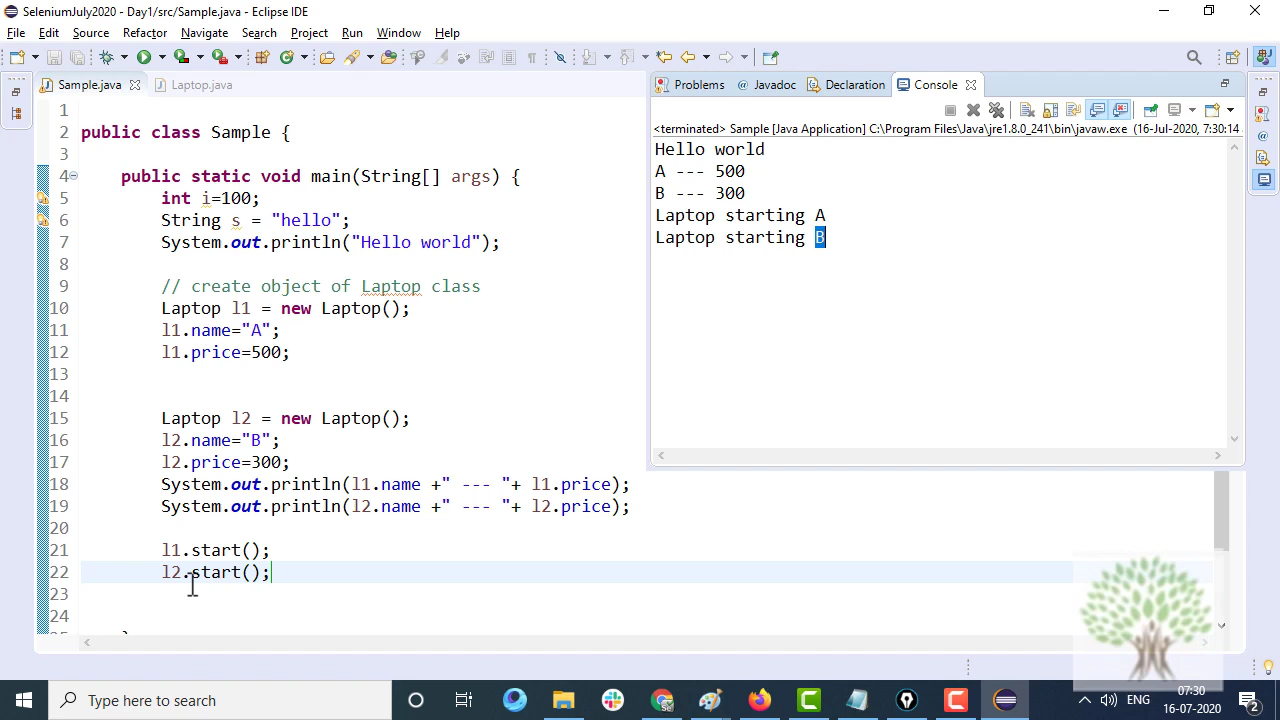 SeleniumJuly2020 - Day1/src/Sample.java - Eclipse IDE
File Edit Source Refactor Navigate Search Project Run Window Help
Sample.java Laptop.java
1
2 public class Sample {
3
4 public static void main(String[] args) {
5 int i=100;
6 String s = "hello";
7 System.out.println("Hello world");
8
9 // create object of Laptop class
10 Laptop l1 = new Laptop();
11 l1.name="A";
12 l1.price=500;
13
14
15 Laptop l2 = new Laptop();
16 l2.name="B";
17 l2.price=300;
18 System.out.println(l1.name +" --- "+ l1.price);
19 System.out.println(l2.name +" --- "+ l2.price);
20
21 l1.start();
22 l2.start();
23
24
Problems @ Javadoc Declaration Console
<terminated> Sample [Java Application] C:\Program Files\Java\jre1.8.0_241\bin\javaw.exe (16-Jul-2020, 7:30:14
Hello world
A --- 500
B --- 300
Laptop starting A
Laptop starting B
Type here to search
ENG
07:30
16-07-2020
2